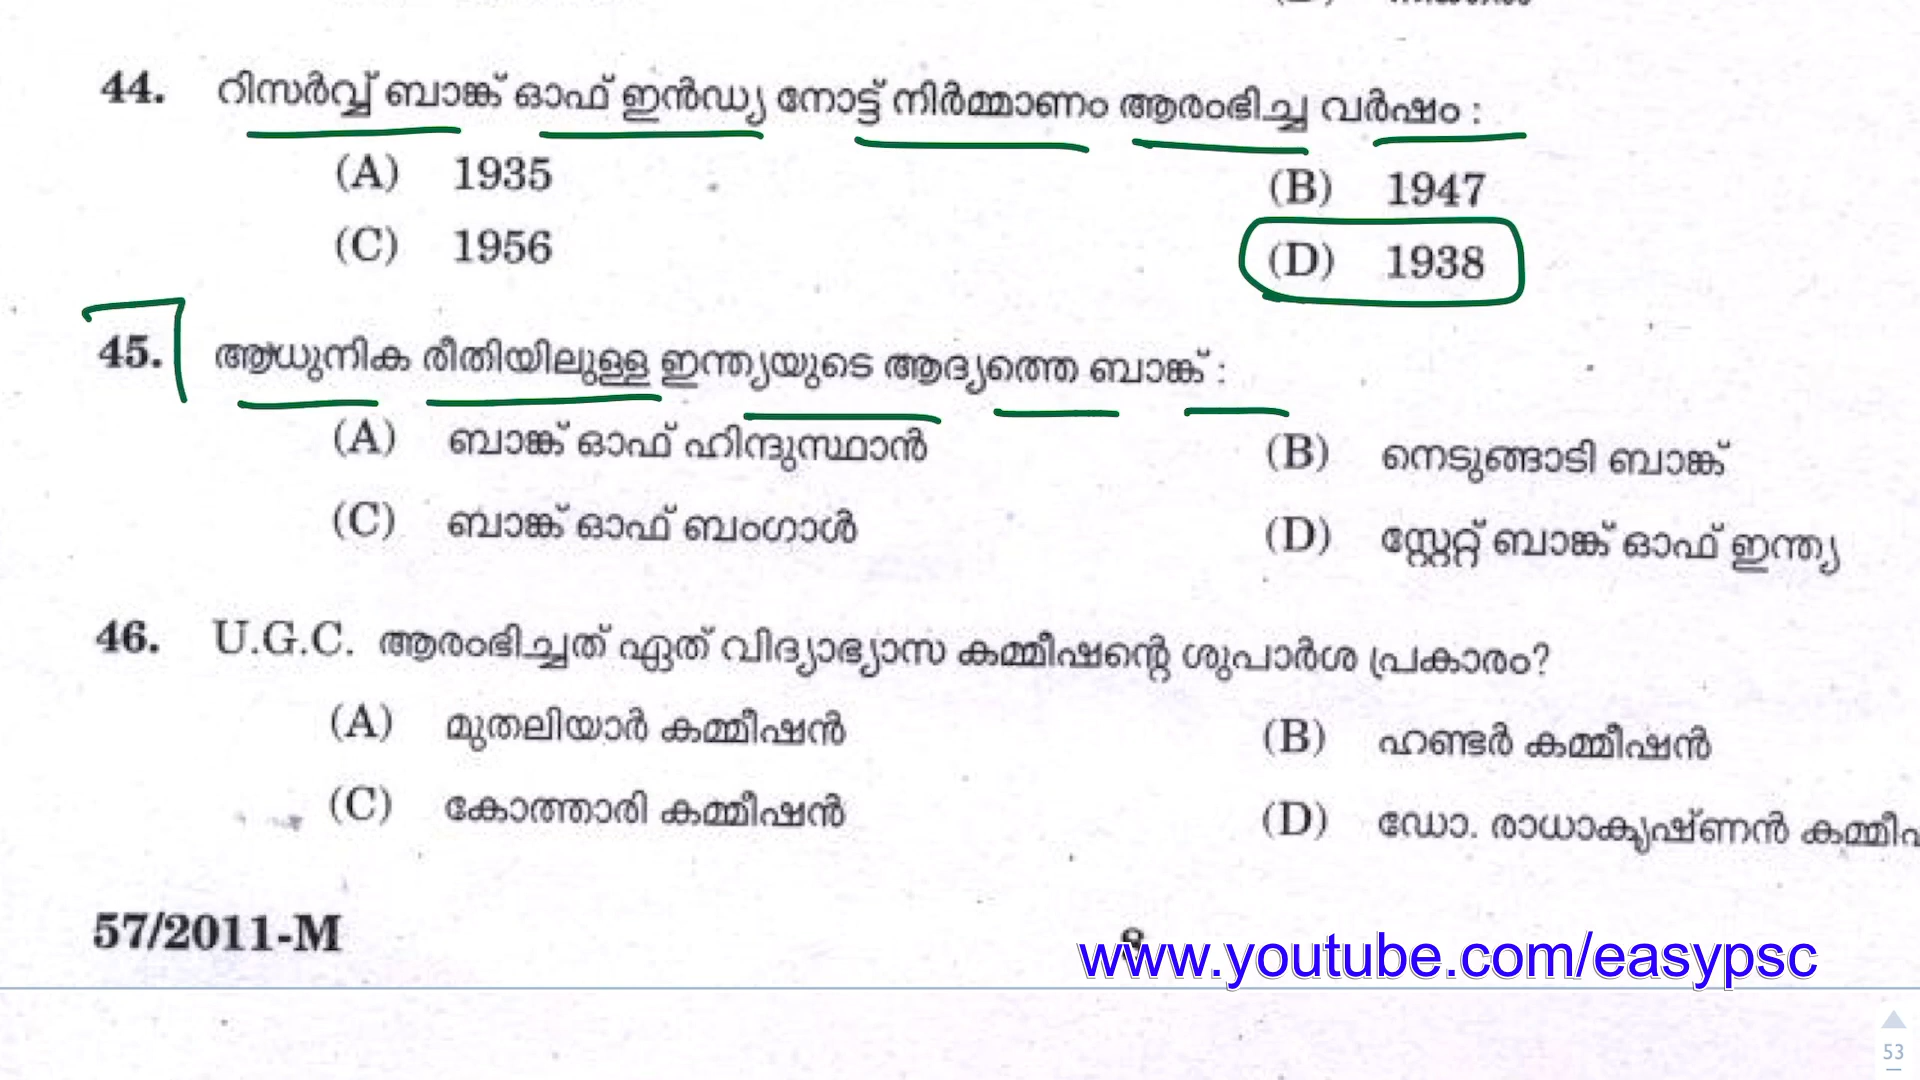 44. റിസർവ്വ് ബാങ്ക് ഓഫ് ഇൻഡ്യ നോട്ട് നിർമ്മാണം ആരംഭിച്ച വർഷം :
(A) 1935 (B) 1947
(C) 1956 (D) 1938
45. ആധുനിക രീതിയിലുള്ള ഇന്ത്യയുടെ ആദ്യത്തെ ബാങ്ക് :
(A) ബാങ്ക് ഓഫ് ഹിന്ദുസ്ഥാൻ (B) നെടുങ്ങാടി ബാങ്ക്
(C) ബാങ്ക് ഓഫ് ബംഗാൾ (D) സ്റ്റേറ്റ് ബാങ്ക് ഓഫ് ഇന്ത്യ
46. U.G.C. ആരംഭിച്ചത് ഏത് വിദ്യാഭ്യാസ കമ്മീഷന്റെ ശുപാർശ പ്രകാരം?
(A) മുതലിയാർ കമ്മീഷൻ (B) ഹണ്ടർ കമ്മീഷൻ
(C) കോത്താരി കമ്മീഷൻ (D) ഡോ. രാധാകൃഷ്ണൻ
57/2011-M
www.youtube.com/easypsc
53